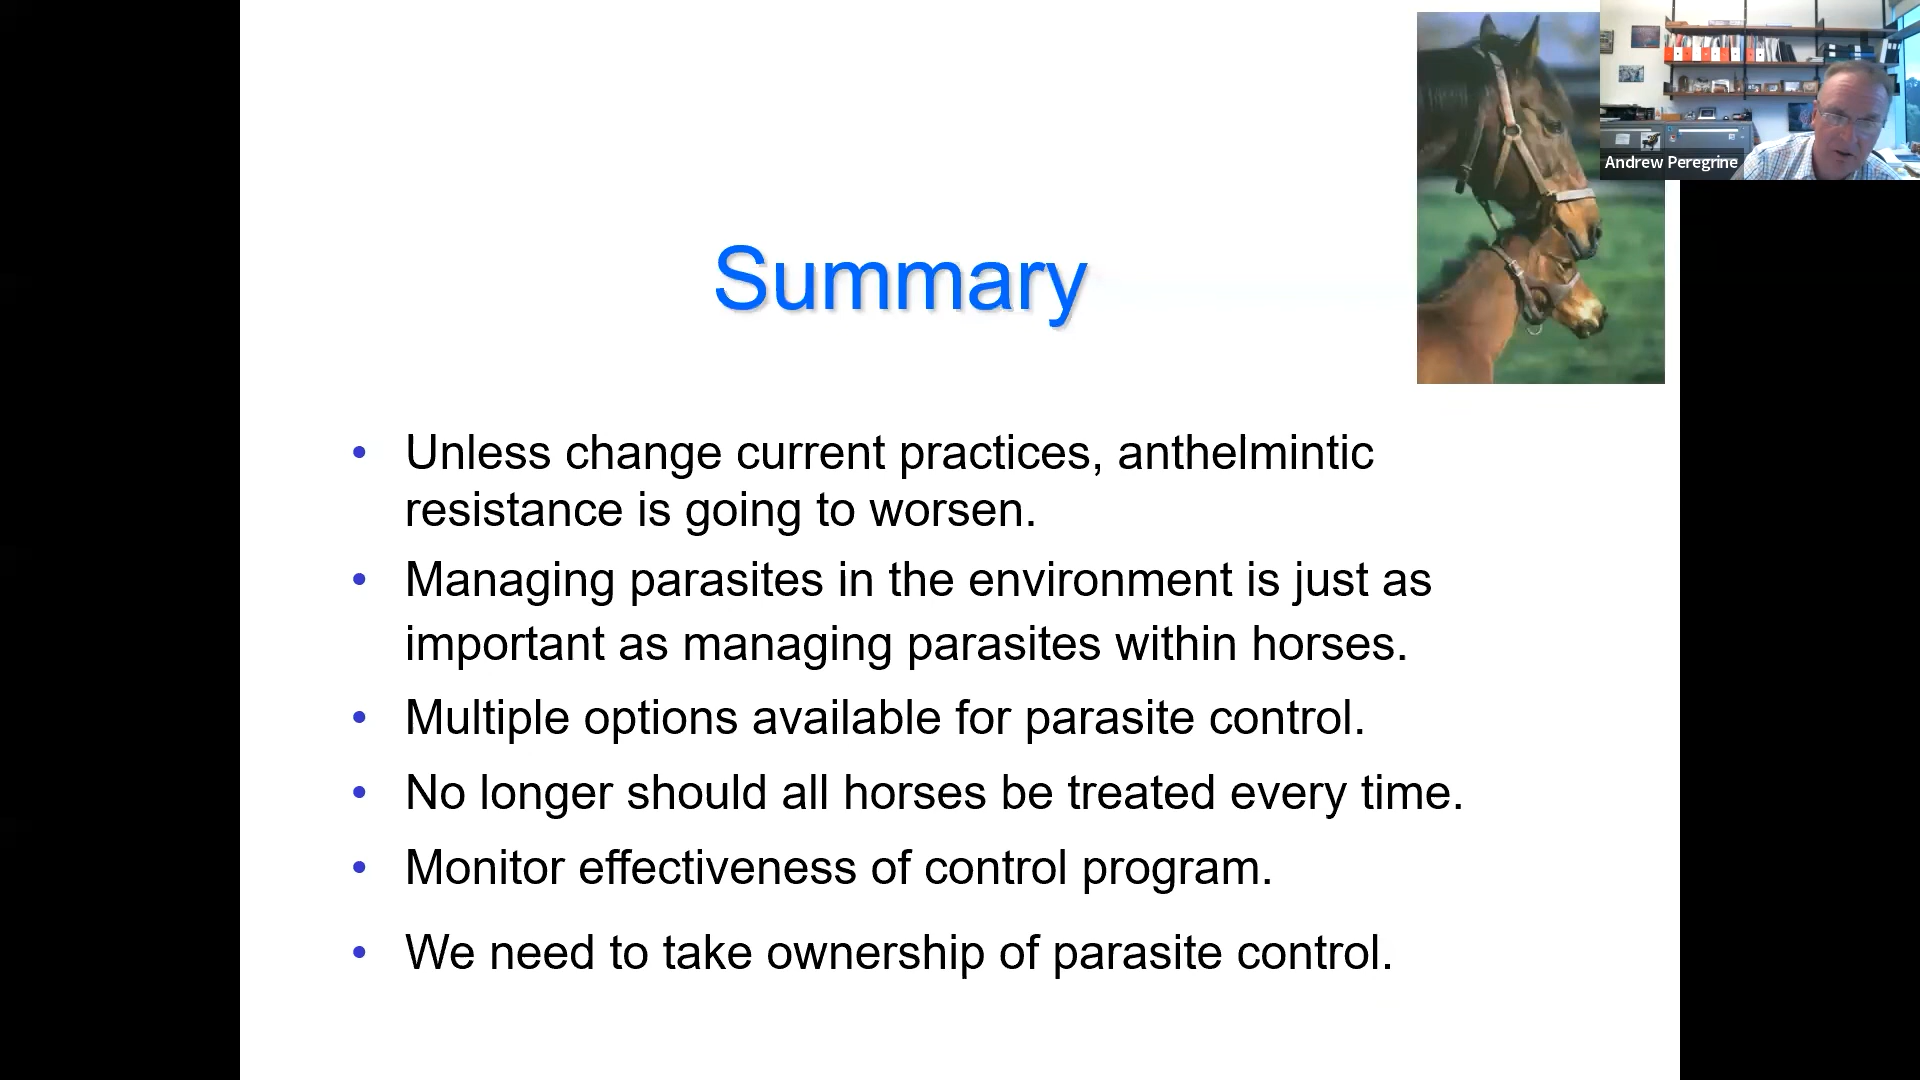 Andrew Peregrine
Summary
• Unless change current practices, anthelmintic
resistance is going to worsen.
• Managing parasites in the environment is just as
important as managing parasites within horses.
• Multiple options available for parasite control.
• No longer should all horses be treated every time.
• Monitor effectiveness of control program.
• We need to take ownership of parasite control.